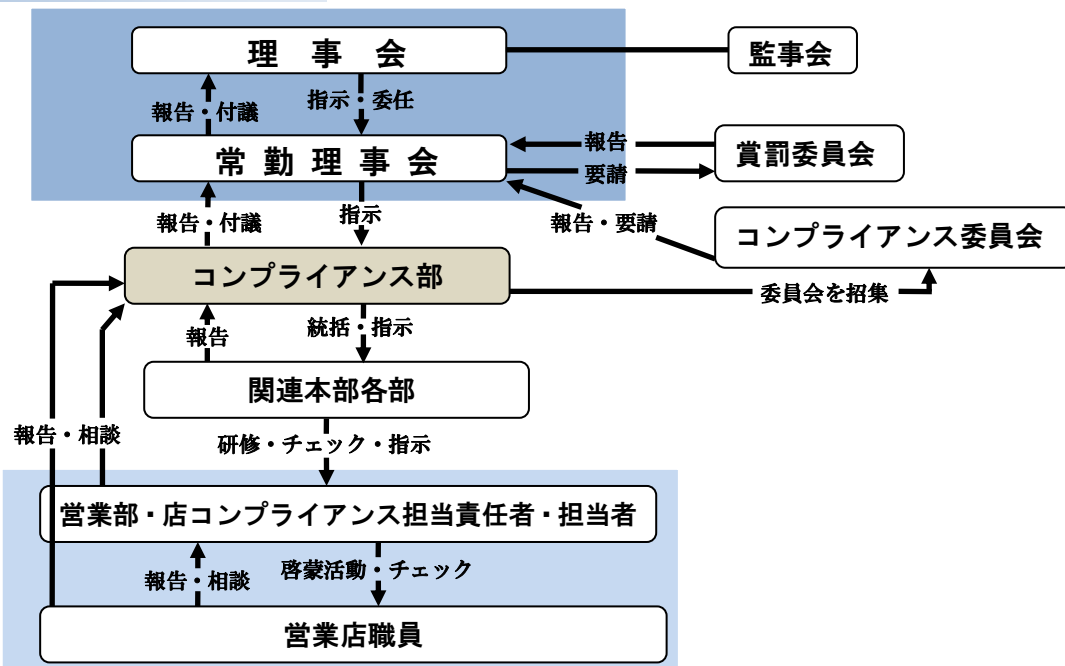 理事会
監事会
報告・付議
指示・委任
常勤理事会
報告
要請
賞罰委員会
報告・付議
指示
報告・要請
コンプライアンス委員会
コンプライアンス部
委員会を招集
報告
統括・指示
関連本部各部
報告・相談
研修・チェック・指示
営業部・店コンプライアンス担当責任者・担当者
報告・相談
啓蒙活動・チェック
営業店職員